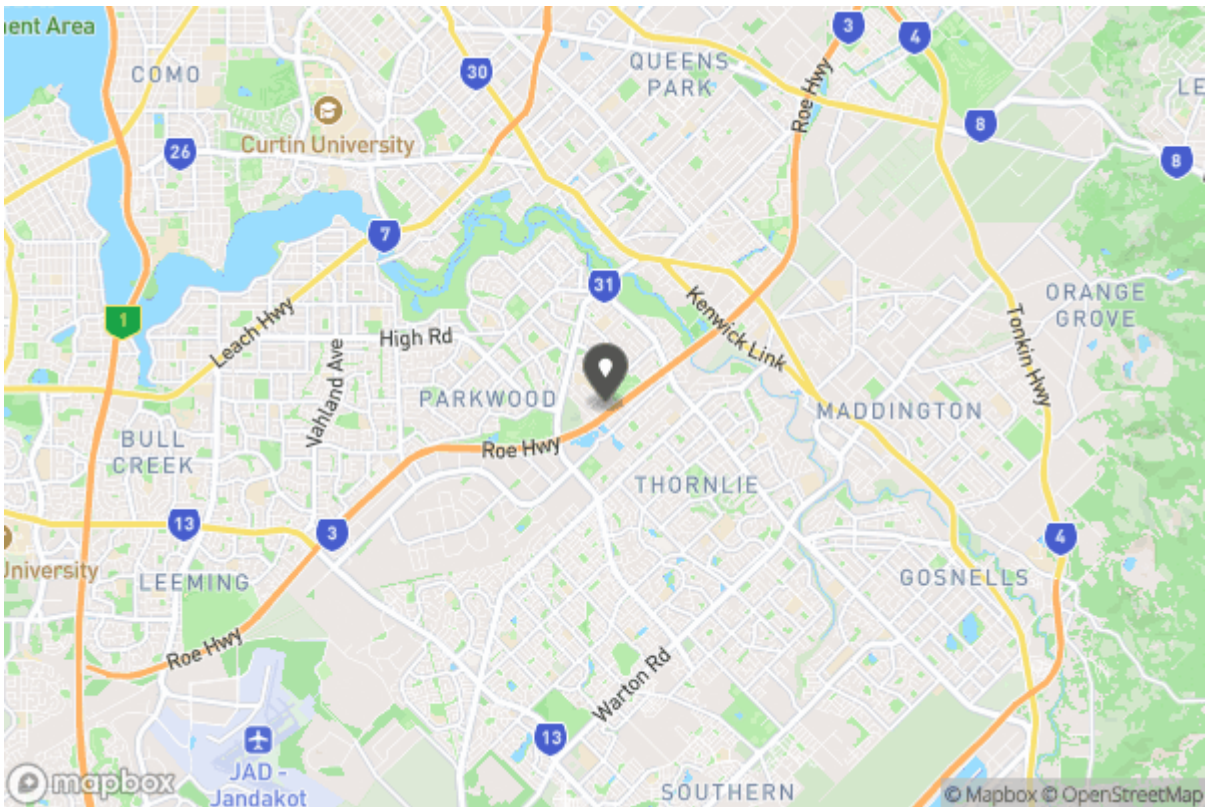 ment Area
COMO
30
QUEENS
PARK
3
4
LE
Curtin University
26
Roe Hwy
8
8
7
31
ORANGE
GROVE
1
Leach Hwy
High Rd
Kenwick Link
Tonkin Hwy
Vahland Ave
PARKWOOD
MADDINGTON
BULL
CREEK
Roe Hwy
THORNLIE
13
3
4
University
LEEMING
GOSNELLS
Roe Hwy
Warton Rd
13
JAD -
Jandakot
mapbox
SOUTHERN
© Mapbox © OpenStreetMap